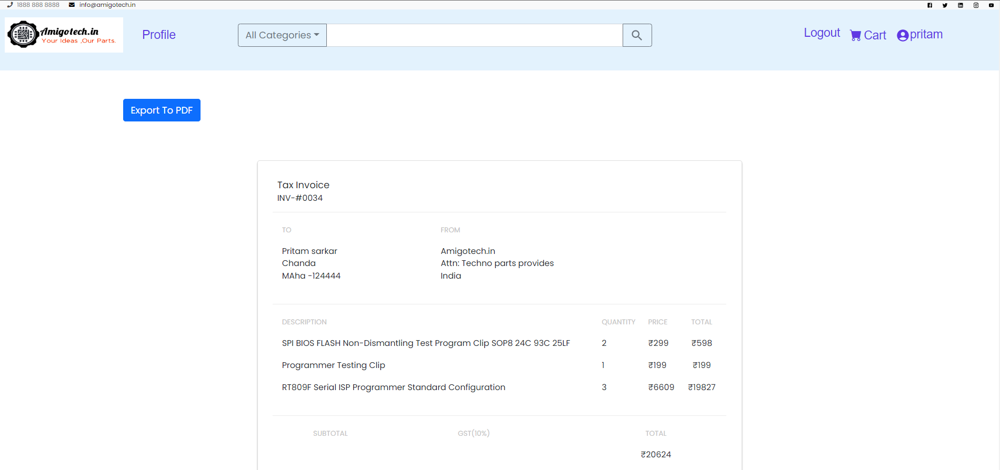 1888 888 8888 info@amigotech.in
Amigotech.in
Your Ideas ,Our Parts.
Profile
All Categories
Logout Cart pritam
Export To PDF
Tax Invoice
INV-#0034
TO FROM
Pritam sarkar Amigotech.in
Chanda Attn: Techno parts provides
MAha -124444 India
DESCRIPTION QUANTITY PRICE TOTAL
SPI BIOS FLASH Non-Dismantling Test Program Clip SOP8 24C 93C 25LF 2 ₹299 ₹598
Programmer Testing Clip 1 ₹199 ₹199
RT809F Serial ISP Programmer Standard Configuration 3 ₹6609 ₹19827
SUBTOTAL GST(10%) TOTAL
₹20624